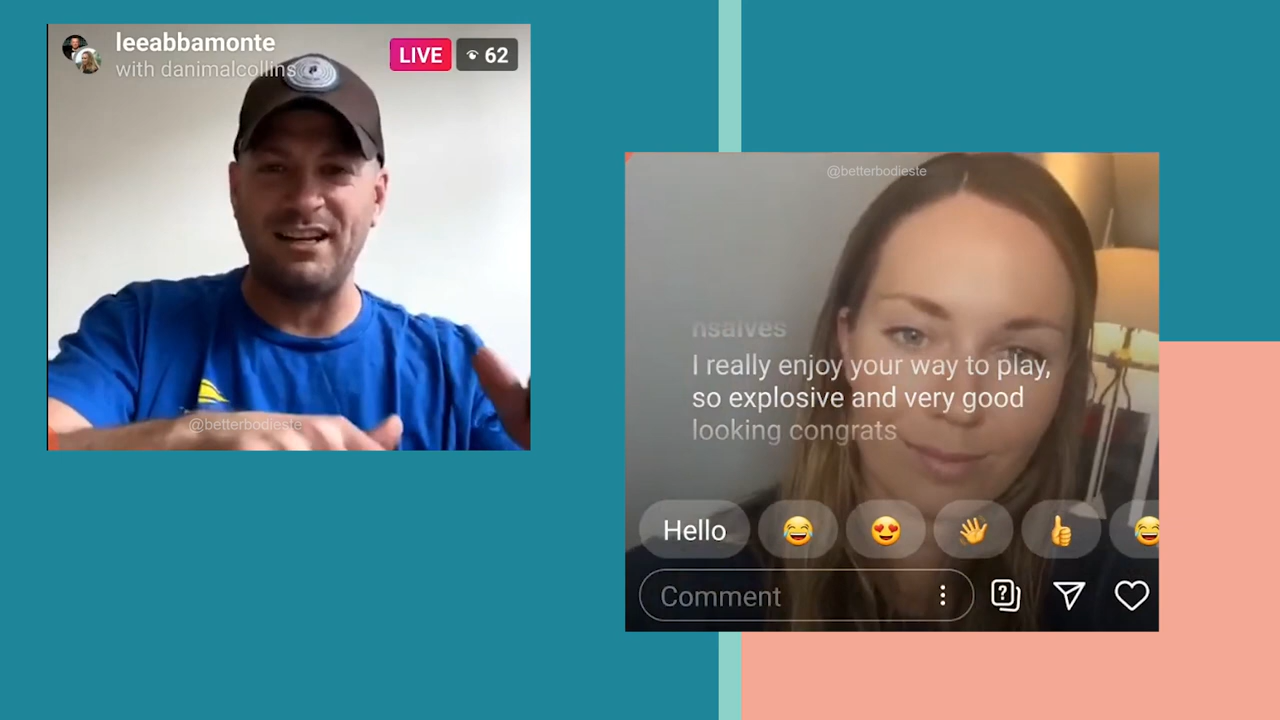 leeabbamonte
with danimalcollins
LIVE
62
@betterbodieste
@betterbodieste
nsalves
I really enjoy your way to play,
so explosive and very good
looking congrats
Hello
Comment